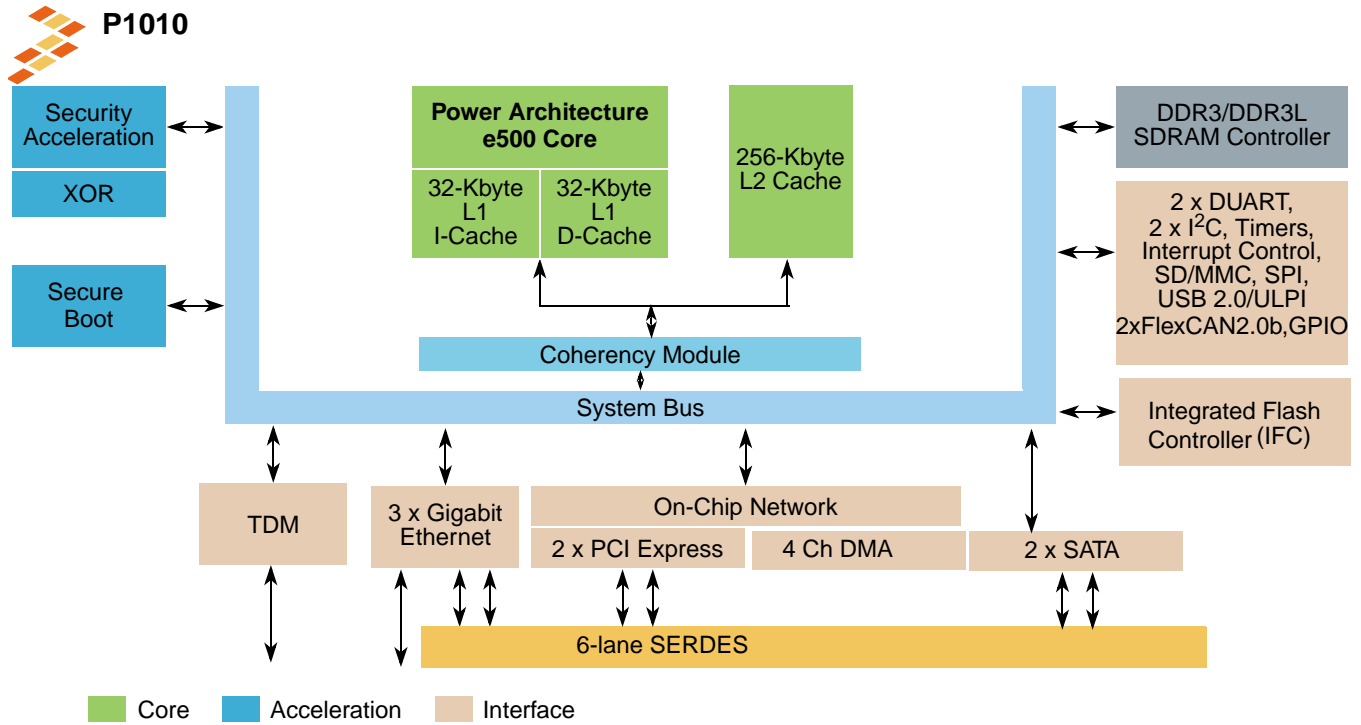 P1010
Security
Acceleration
XOR
Secure
Boot
Power Architecture
e500 Core
32-Kbyte
L1
I-Cache
32-Kbyte
L1
D-Cache
256-Kbyte
L2 Cache
Coherency Module
System Bus
DDR3/DDR3L
SDRAM Controller
2 x DUART,
2 x I²C, Timers,
Interrupt Control,
SD/MMC, SPI,
USB 2.0/ULPI
2xFlexCAN2.0b,GPIO
Integrated Flash
Controller (IFC)
TDM
3 x Gigabit
Ethernet
On-Chip Network
2 x PCI Express
4 Ch DMA
2 x SATA
6-lane SERDES
Core
Acceleration
Interface